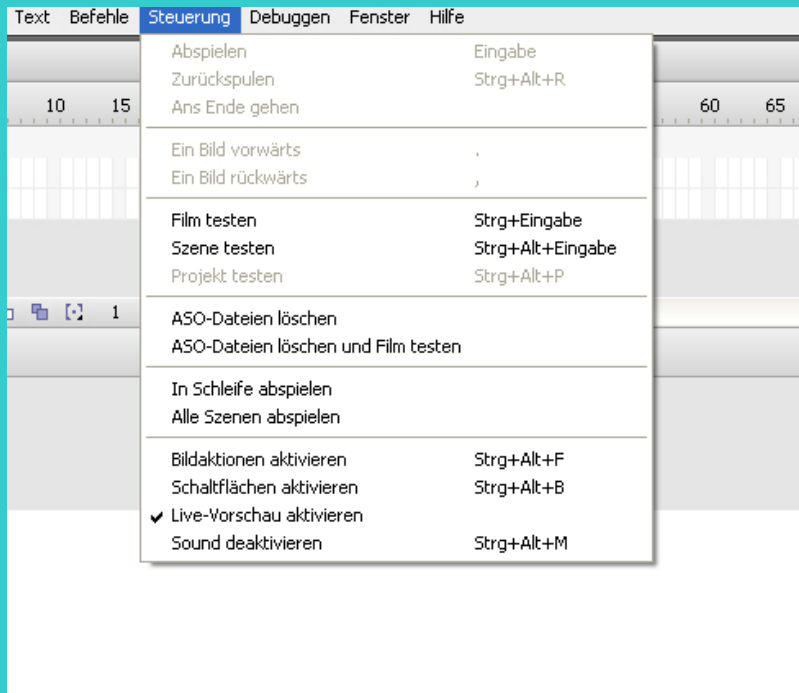 Text Befehle Steuerung Debuggen Fenster Hilfe
Abspielen Eingabe
Zurückspulen Strg+Alt+R
10 15 60 65
Ans Ende gehen
Ein Bild vorwärts .
Ein Bild rückwärts ,
Film testen Strg+Eingabe
Szene testen Strg+Alt+Eingabe
Projekt testen Strg+Alt+P
1
ASO-Dateien löschen
ASO-Dateien löschen und Film testen
In Schleife abspielen
Alle Szenen abspielen
Bildaktionen aktivieren Strg+Alt+F
Schaltflächen aktivieren Strg+Alt+B
Live-Vorschau aktivieren
Sound deaktivieren Strg+Alt+M